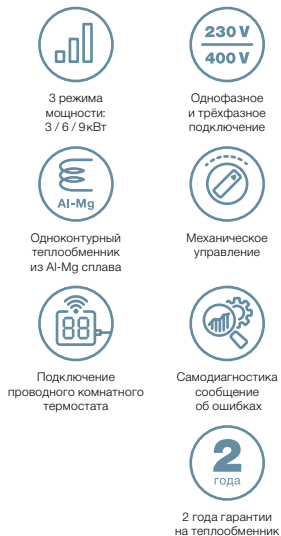 3 режима
мощности:
3 / 6 / 9 кВт
230 V
400 V
Однофазное
и трёхфазное
подключение
Al-Mg
Одноконтурный
теплообменник
из Al-Mg сплава
Механическое
управление
88
Подключение
проводного комнатного
термостата
Самодиагностика
сообщение
об ошибках
2
года
2 года гарантии
на теплообменник